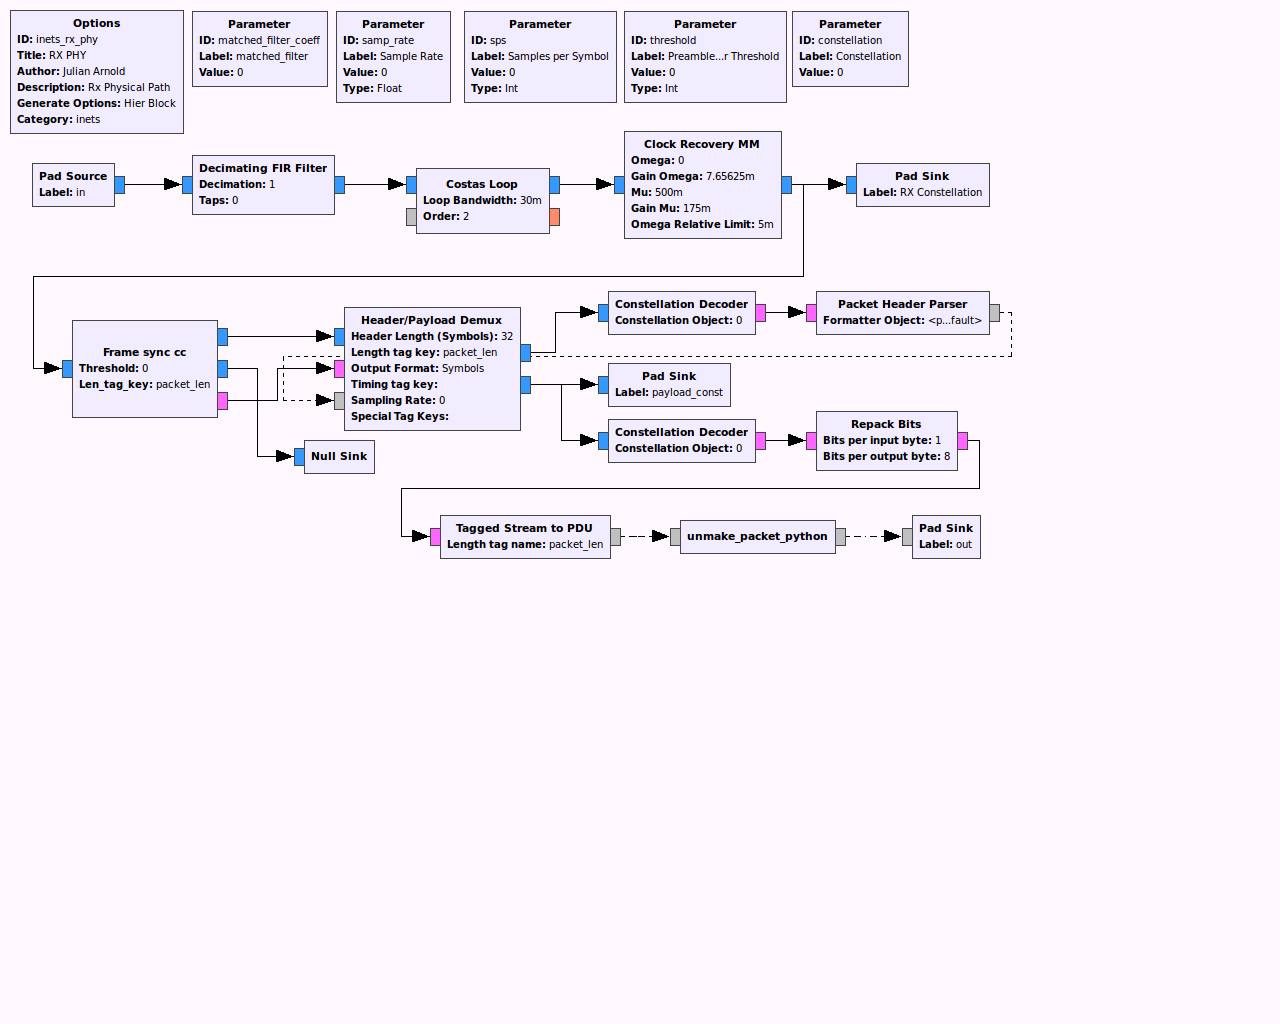 Options
ID: inets_rx_phy
Title: RX PHY
Author: Julian Arnold
Description: Rx Physical Path
Generate Options: Hier Block
Category: inets
Parameter
ID: matched_filter_coeff
Label: matched_filter
Value: 0
Parameter
ID: samp_rate
Label: Sample Rate
Value: 0
Type: Float
Parameter
ID: sps
Label: Samples per Symbol
Value: 0
Type: Int
Parameter
ID: threshold
Label: Preamble...r Threshold
Value: 0
Type: Int
Parameter
ID: constellation
Label: Constellation
Value: 0
Pad Source
Label: in
Decimating FIR Filter
Decimation: 1
Taps: 0
Costas Loop
Loop Bandwidth: 30m
Order: 2
Clock Recovery MM
Omega: 0
Gain Omega: 7.65625m
Mu: 500m
Gain Mu: 175m
Omega Relative Limit: 5m
Pad Sink
Label: RX Constellation
Frame sync cc
Threshold: 0
Len_tag_key: packet_len
Header/Payload Demux
Header Length (Symbols): 32
Length tag key: packet_len
Output Format: Symbols
Timing tag key:
Sampling Rate: 0
Special Tag Keys:
Constellation Decoder
Constellation Object: 0
Packet Header Parser
Formatter Object: <p...fault>
Pad Sink
Label: payload_const
Constellation Decoder
Constellation Object: 0
Repack Bits
Bits per input byte: 1
Bits per output byte: 8
Null Sink
Tagged Stream to PDU
Length tag name: packet_len
unmake_packet_python
Pad Sink
Label: out